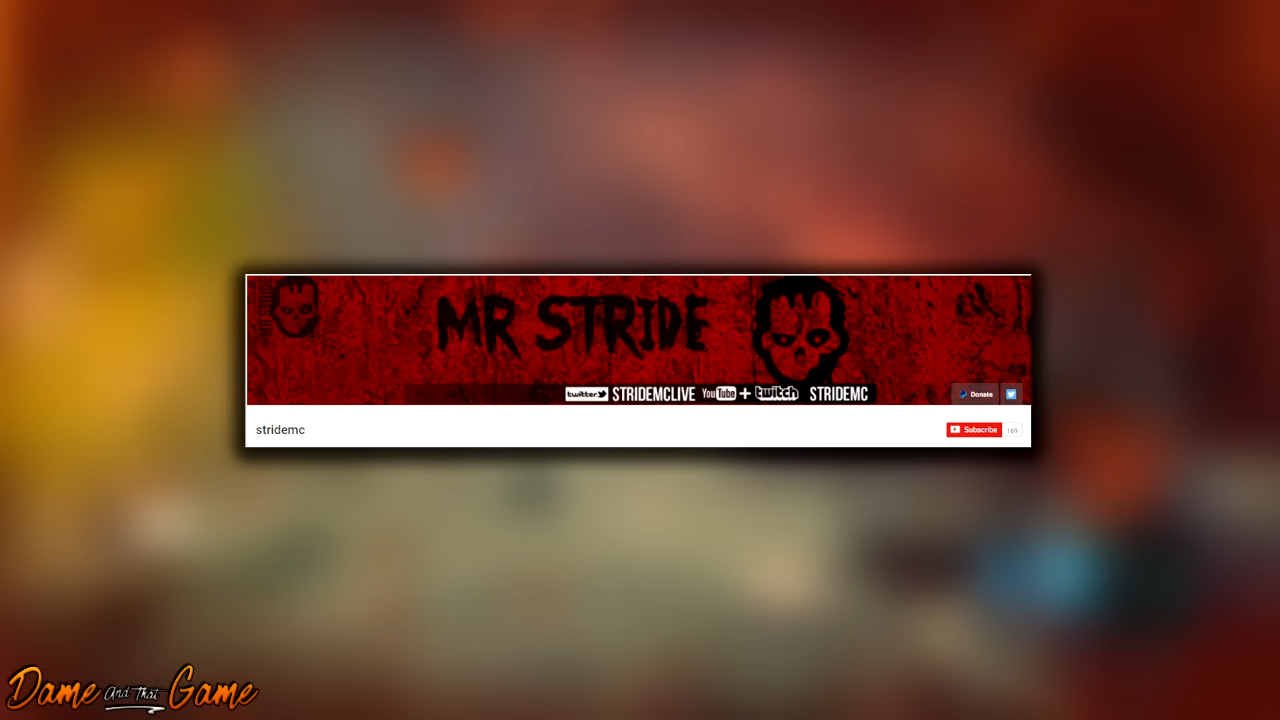 MR STRIDE
twitter STRIDEMCLIVE YouTube + twitch STRIDEMC
Donate
stridemc
Subscribe 169
Dame And That Game